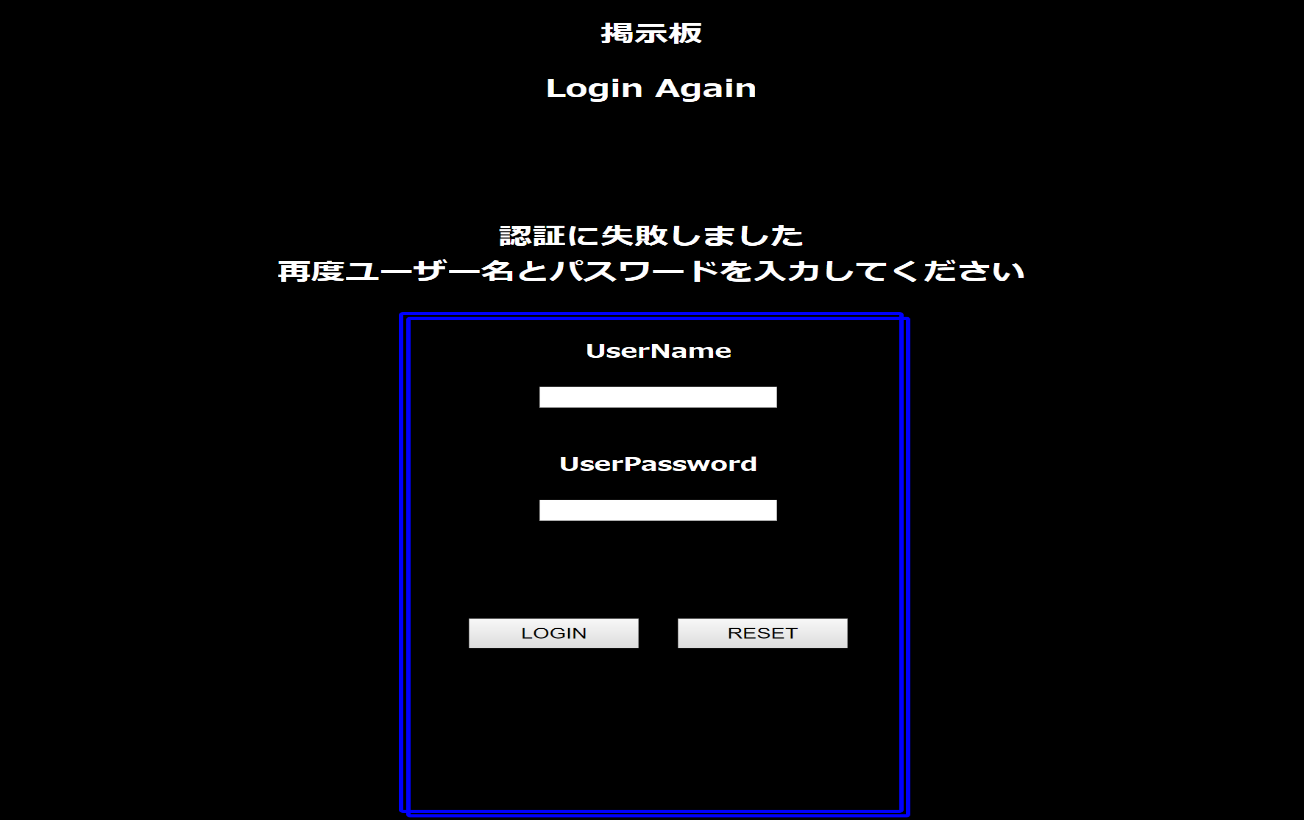 掲示板
Login Again
認証に失敗しました
再度ユーザー名とパスワードを入力してください
UserName
UserPassword
LOGIN RESET